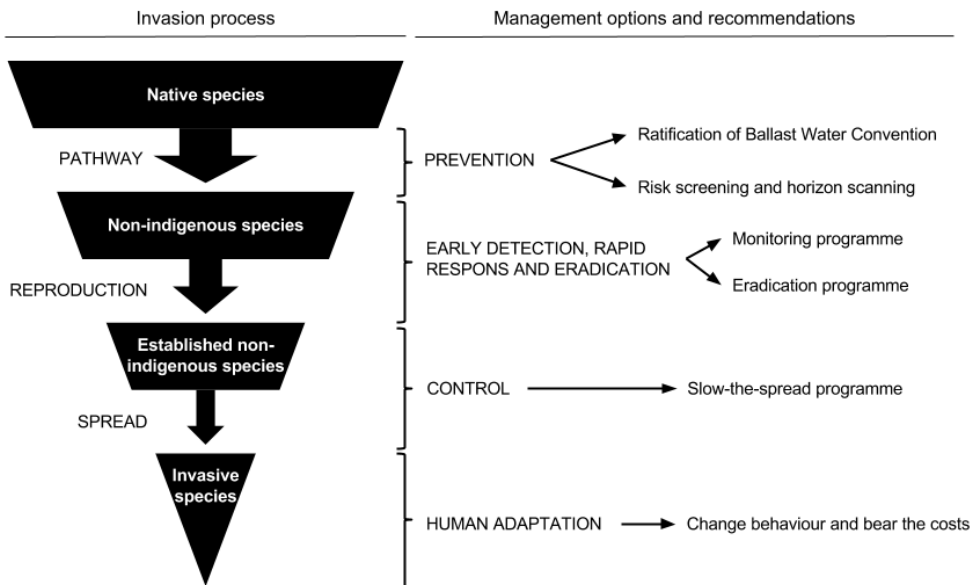 Invasion process
Management options and recommendations
Native species
PATHWAY
PREVENTION
Ratification of Ballast Water Convention
Risk screening and horizon scanning
Non-indigenous species
REPRODUCTION
EARLY DETECTION, RAPID
RESPONS AND ERADICATION
Monitoring programme
Eradication programme
Established non-
indigenous species
SPREAD
CONTROL
Slow-the-spread programme
Invasive
species
HUMAN ADAPTATION
Change behaviour and bear the costs